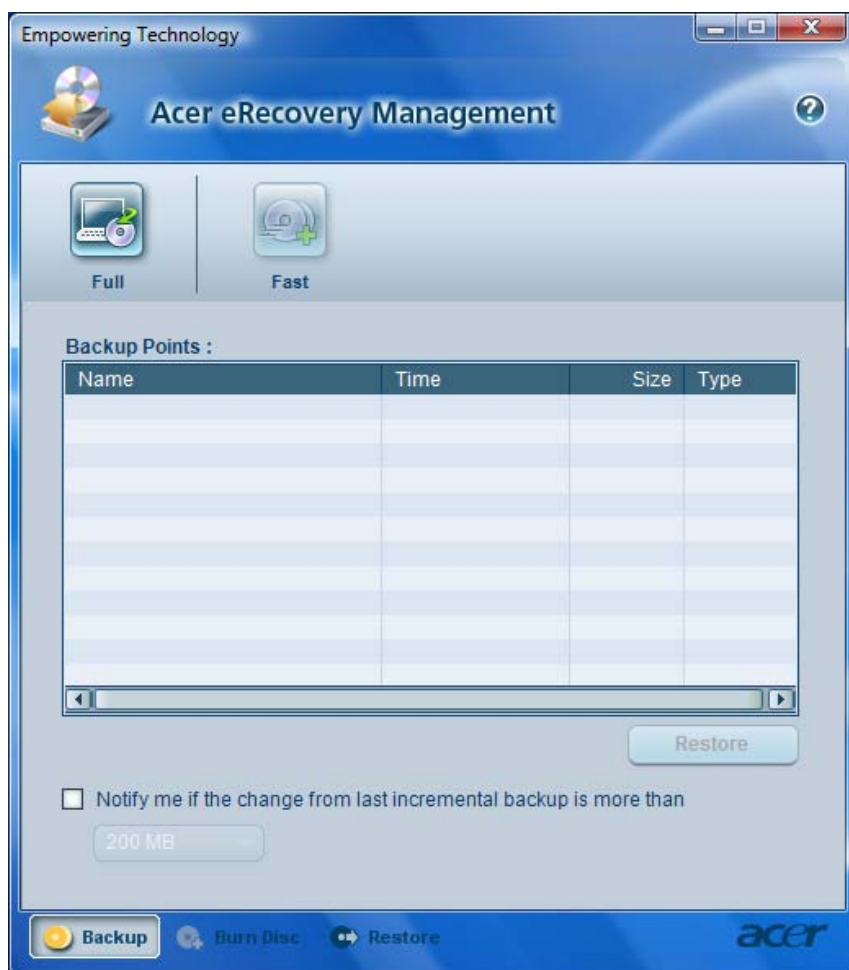 Empowering Technology
Acer eRecovery Management
Full Fast
Backup Points :
Name Time Size Type
Restore
Notify me if the change from last incremental backup is more than
200 MB
Backup Burn Disc Restore acer